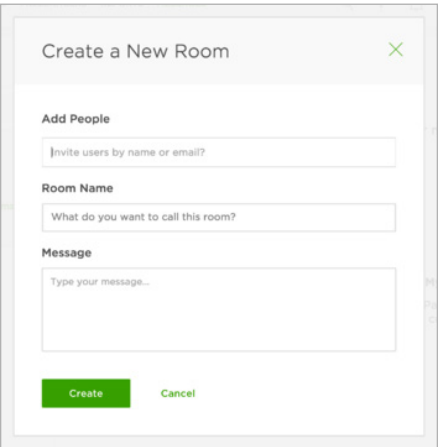 Create a New Room
Add People
Invite users by name or email?
Room Name
What do you want to call this room?
Message
Type your message...
Create Cancel